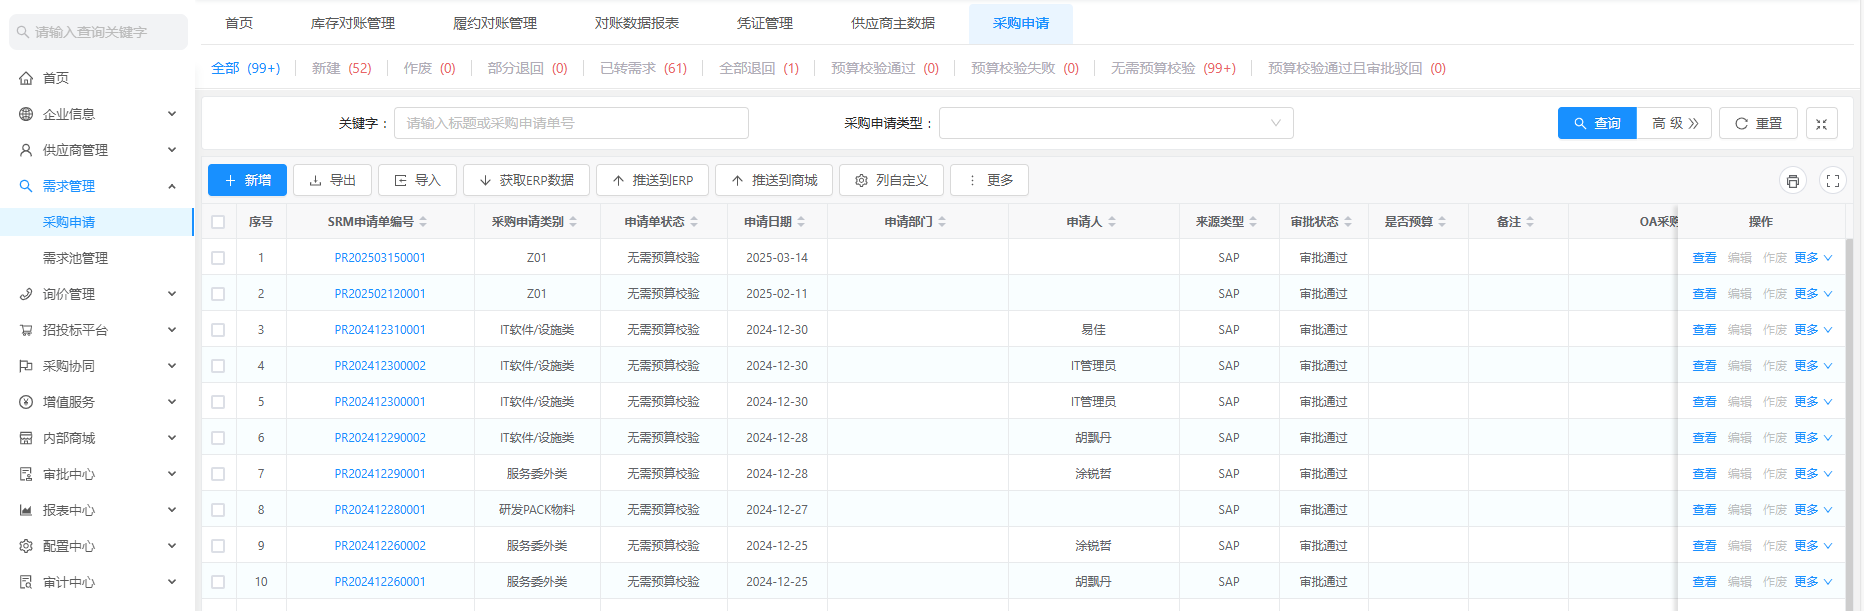 请输入查询关键字
首页
企业信息
供应商管理
需求管理
采购申请
需求池管理
询价管理
招投标平台
采购协同
增值服务
内部商城
审批中心
报表中心
配置中心
审计中心
首页 库存对账管理 履约对账管理 对账数据报表 凭证管理 供应商主数据 采购申请
全部 (99+) 新建 (52) 作废 (0) 部分退回 (0) 已转需求 (61) 全部退回 (1) 预算校验通过 (0) 预算校验失败 (0) 无需预算校验 (99+) 预算校验通过且审批驳回 (0)
关键字： 请输入标题或采购申请单号 采购申请类型： 查询 高 级 重置
新增 导出 导入 获取ERP数据 推送到ERP 推送到商城 列自定义 更多
序号 SRM申请单编号 采购申请类别 申请单状态 申请日期 申请部门 申请人 来源类型 审批状态 是否预算 备注 OA采购 操作
1 PR202503150001 Z01 无需预算校验 2025-03-14 SAP 审批通过 查看 编辑 作废 更多
2 PR202502120001 Z01 无需预算校验 2025-02-11 SAP 审批通过 查看 编辑 作废 更多
3 PR202412310001 IT软件/设施类 无需预算校验 2024-12-30 易佳 SAP 审批通过 查看 编辑 作废 更多
4 PR202412300002 IT软件/设施类 无需预算校验 2024-12-30 IT管理员 SAP 审批通过 查看 编辑 作废 更多
5 PR202412300001 IT软件/设施类 无需预算校验 2024-12-30 IT管理员 SAP 审批通过 查看 编辑 作废 更多
6 PR202412290002 IT软件/设施类 无需预算校验 2024-12-28 胡飘丹 SAP 审批通过 查看 编辑 作废 更多
7 PR202412290001 服务委外类 无需预算校验 2024-12-28 涂锐哲 SAP 审批通过 查看 编辑 作废 更多
8 PR202412280001 研发PACK物料 无需预算校验 2024-12-27 SAP 审批通过 查看 编辑 作废 更多
9 PR202412260002 服务委外类 无需预算校验 2024-12-25 涂锐哲 SAP 审批通过 查看 编辑 作废 更多
10 PR202412260001 服务委外类 无需预算校验 2024-12-25 胡飘丹 SAP 审批通过 查看 编辑 作废 更多